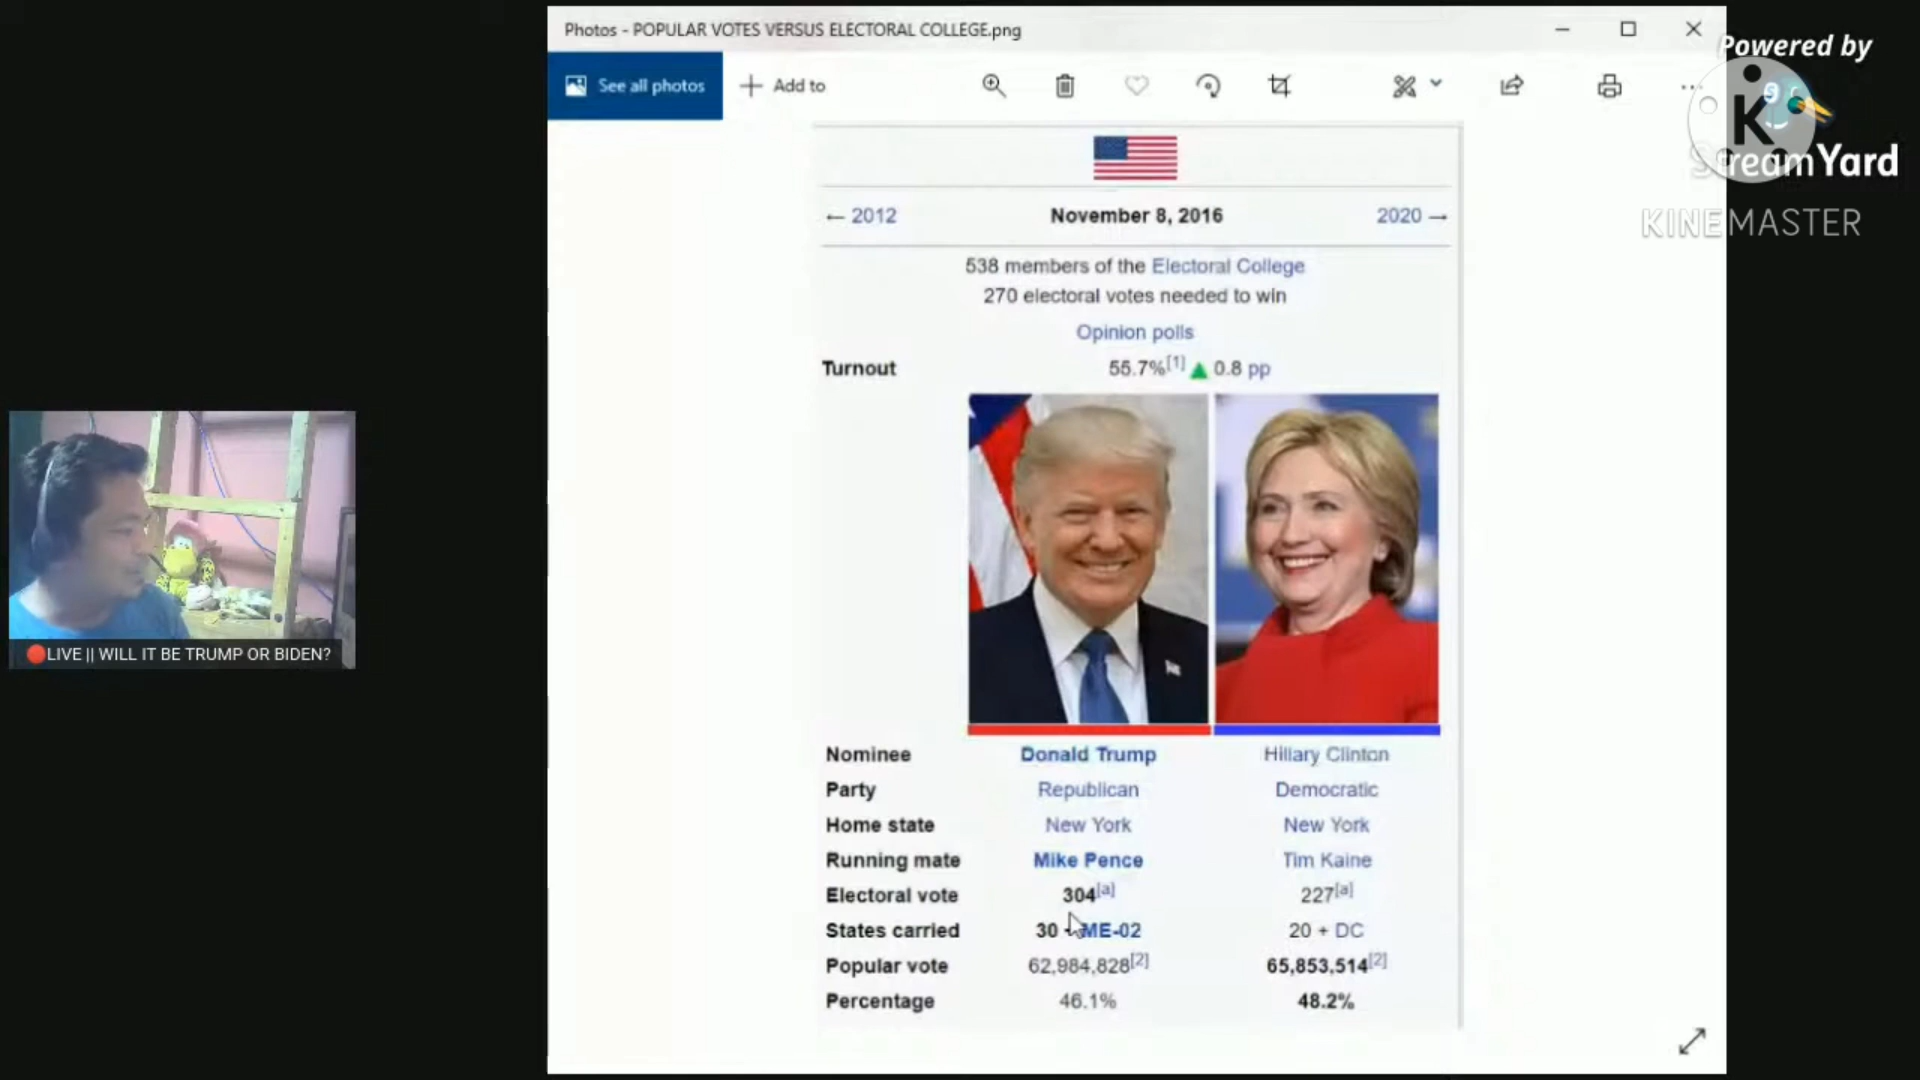 Photos - POPULAR VOTES VERSUS ELECTORAL COLLEGE.png
See all photos
Add to
Powered by
StreamYard
K
KINEMASTER
← 2012 November 8, 2016 2020 →
538 members of the Electoral College
270 electoral votes needed to win
Opinion polls
Turnout 55.7%[1] ▲ 0.8 pp
Nominee Donald Trump Hillary Clinton
Party Republican Democratic
Home state New York New York
Running mate Mike Pence Tim Kaine
Electoral vote 304[a] 227[a]
States carried 30 + ME-02 20 + DC
Popular vote 62,984,828[2] 65,853,514[2]
Percentage 46.1% 48.2%
🔴LIVE || WILL IT BE TRUMP OR BIDEN?